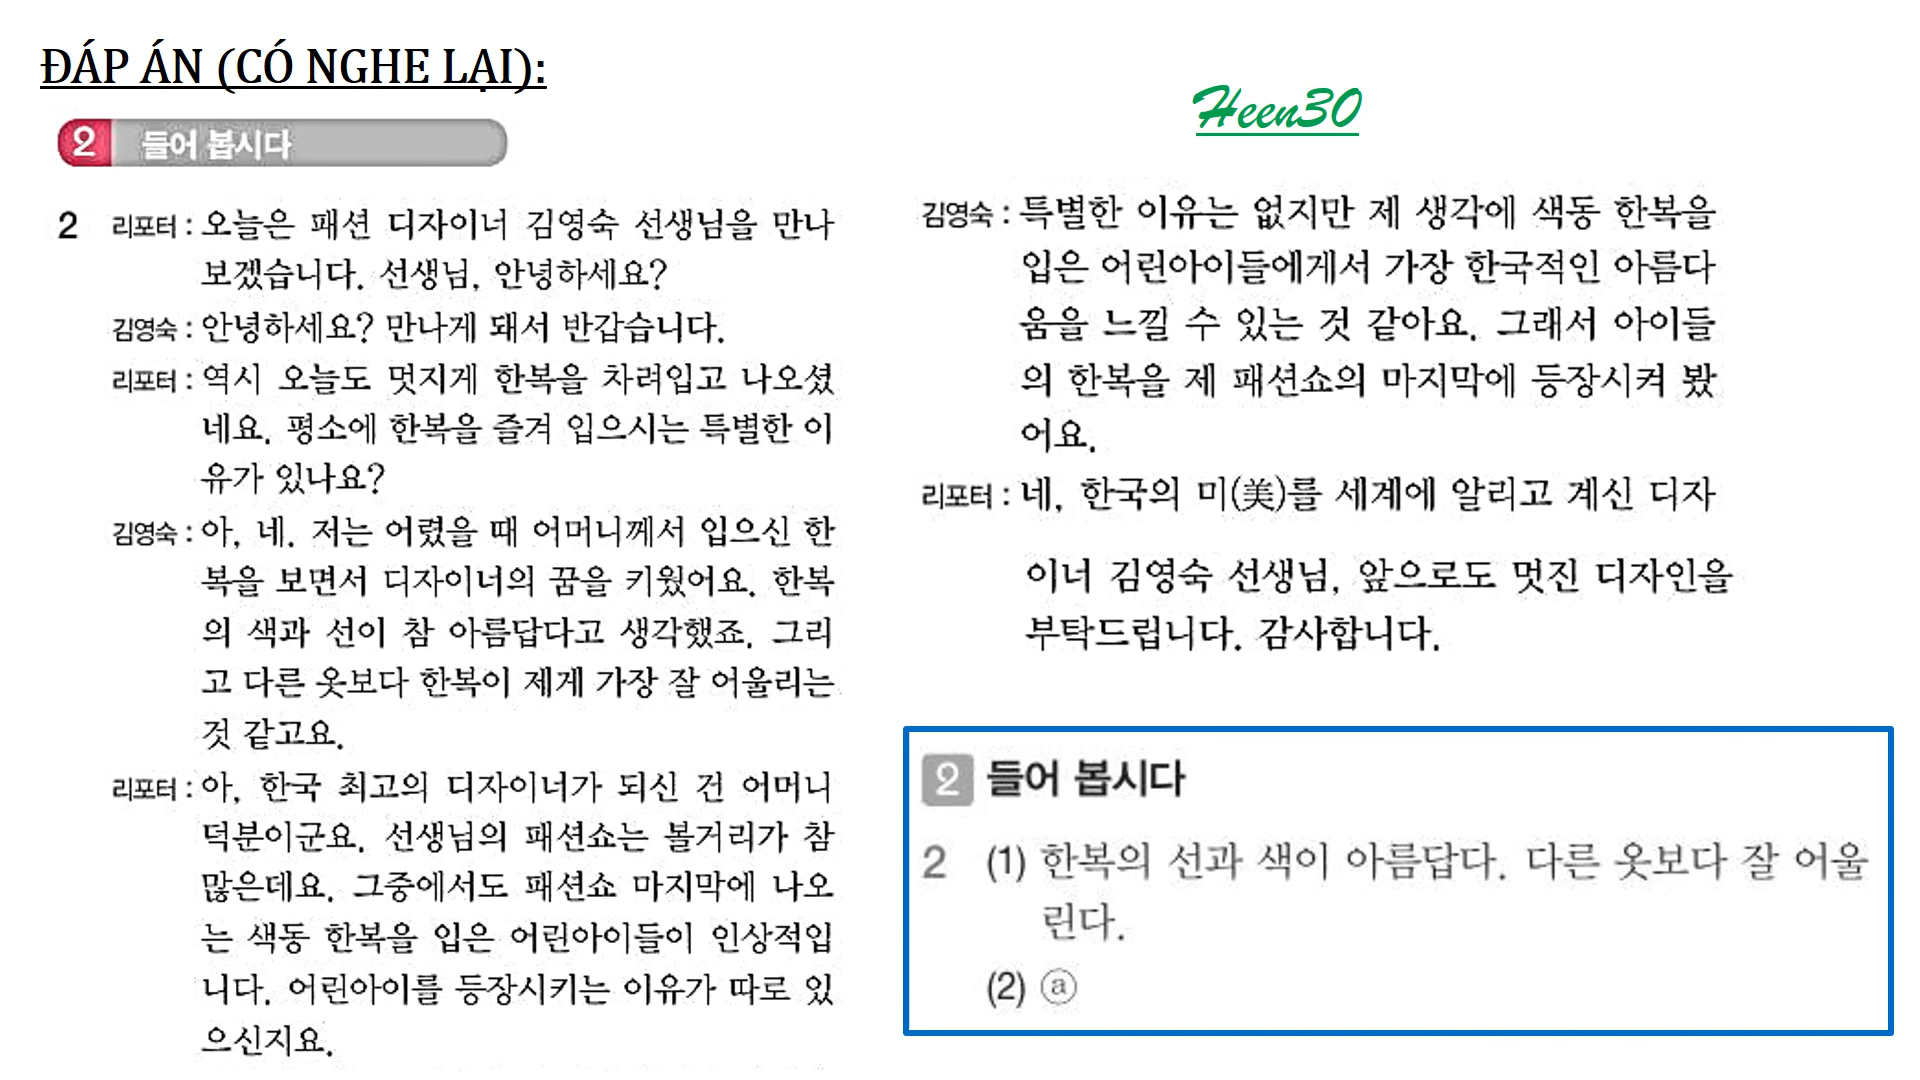 ĐÁP ÁN (CÓ NGHE LẠI):
Heen30
2 들어 봅시다
2 리포터 : 오늘은 패션 디자이너 김영숙 선생님을 만나
보겠습니다. 선생님, 안녕하세요?
김영숙 : 안녕하세요? 만나게 돼서 반갑습니다.
리포터 : 역시 오늘도 멋지게 한복을 차려입고 나오셨
네요. 평소에 한복을 즐겨 입으시는 특별한 이
유가 있나요?
김영숙 : 아, 네. 저는 어렸을 때 어머니께서 입으신 한
복을 보면서 디자이너의 꿈을 키웠어요. 한복
의 색과 선이 참 아름답다고 생각했죠. 그리
고 다른 옷보다 한복이 제게 가장 잘 어울리는
것 같고요.
리포터 : 아, 한국 최고의 디자이너가 되신 건 어머니
덕분이군요. 선생님의 패션쇼는 볼거리가 참
많은데요. 그중에서도 패션쇼 마지막에 나오
는 색동 한복을 입은 어린아이들이 인상적입
니다. 어린아이를 등장시키는 이유가 따로 있
으신지요.
김영숙 : 특별한 이유는 없지만 제 생각에 색동 한복을
입은 어린아이들에게서 가장 한국적인 아름다
움을 느낄 수 있는 것 같아요. 그래서 아이들
의 한복을 제 패션쇼의 마지막에 등장시켜 봤
어요.
리포터 : 네, 한국의 미(美)를 세계에 알리고 계신 디자
이너 김영숙 선생님, 앞으로도 멋진 디자인을
부탁드립니다. 감사합니다.
2 들어 봅시다
2 (1) 한복의 선과 색이 아름답다. 다른 옷보다 잘 어울
린다.
(2) ⓐ